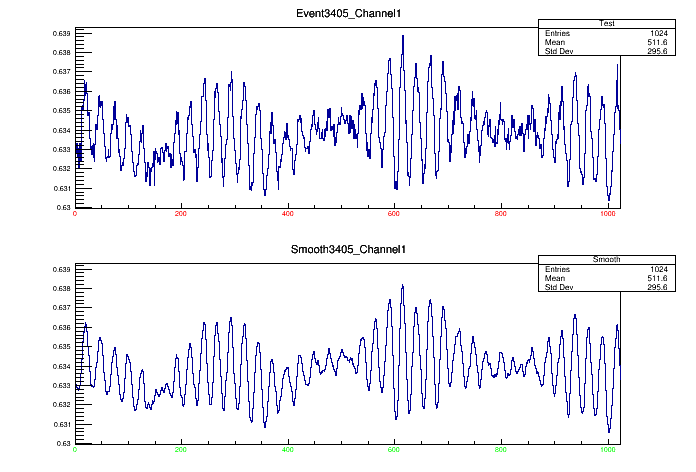 Event3405_Channel1
Test
Entries 1024
Mean 511.6
Std Dev 295.6
0.639
0.638
0.637
0.636
0.635
0.634
0.633
0.632
0.631
0.63
0 200 400 600 800 1000
Smooth3405_Channel1
Smooth
Entries 1024
Mean 511.6
Std Dev 295.6
0.639
0.638
0.637
0.636
0.635
0.634
0.633
0.632
0.631
0.63
0 200 400 600 800 1000